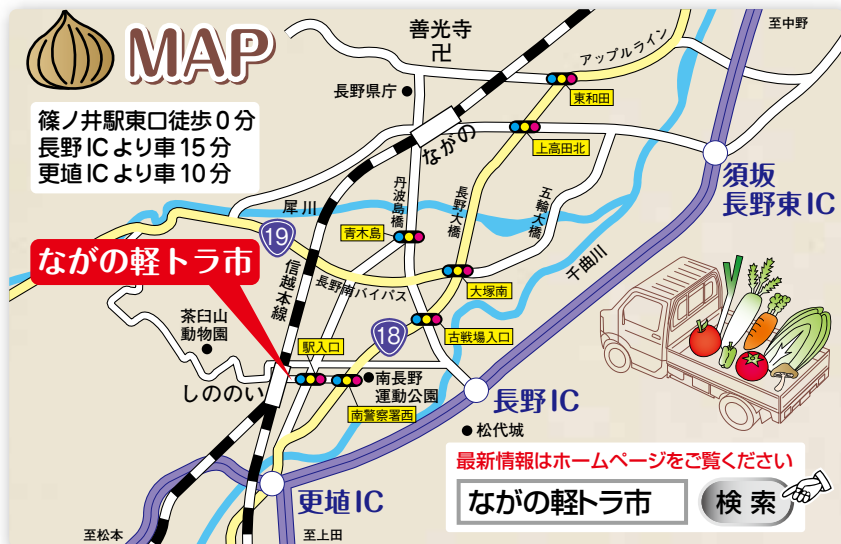 MAP
篠ノ井駅東口徒歩0分
長野ICより車15分
更埴ICより車10分
善光寺
卍
長野県庁
ながの
アップルライン
至中野
東和田
上高田北
須坂
長野東IC
丹波島橋
長野大橋
五輪大橋
犀川
青木島
千曲川
19
ながの軽トラ市
信越本線
長野南バイパス
大塚南
茶臼山
動物園
18
古戦場入口
駅入口
しののい
南長野
運動公園
南警察署西
長野IC
松代城
更埴IC
至松本
至上田
最新情報はホームページをご覧ください
ながの軽トラ市
検索